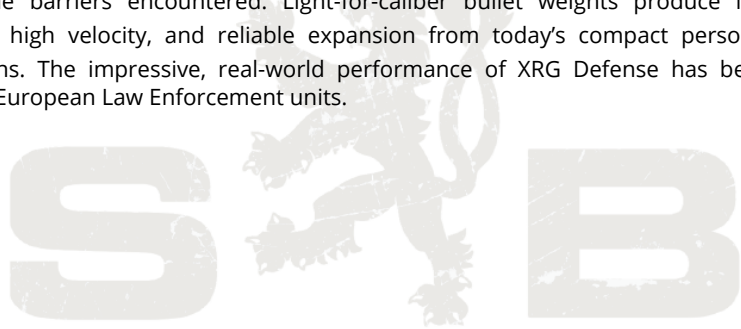 barriers encountered. Light-for-caliber bullet weights produce
high velocity, and reliable expansion from today's compact
The impressive, real-world performance of XRG Defense has
European Law Enforcement units.
S B